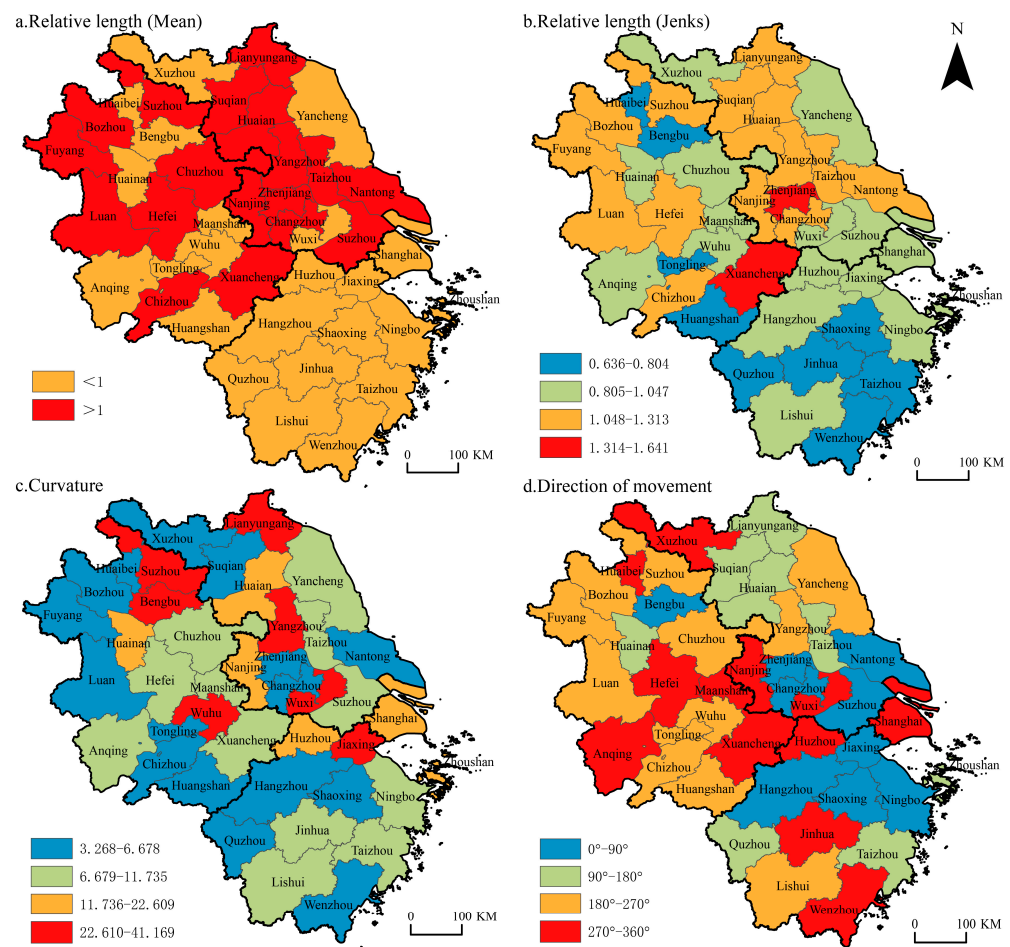 a.Relative length (Mean)
Lianyungang
Xuzhou
Huaibei
Suzhou
Suqian
Bozhou
Huaian
Yancheng
Bengbu
Fuyang
Yangzhou
Chuzhou
Taizhou
Huainan
Zhenjiang
Nantong
Nanjing
Luan
Hefei
Changzhou
Maanshan
Wuxi
Suzhou
Wuhu
Shanghai
Tongling
Xuancheng
Huzhou
Jiaxing
Anqing
Chizhou
Zhoushan
Huangshan
Hangzhou
Shaoxing
Ningbo
Quzhou
Jinhua
Taizhou
Lishui
Wenzhou
<1
>1
0 100 KM
b.Relative length (Jenks)
N
Lianyungang
Xuzhou
Huaibei
Suzhou
Suqian
Bozhou
Huaian
Yancheng
Bengbu
Fuyang
Yangzhou
Chuzhou
Taizhou
Huainan
Zhenjiang
Nantong
Nanjing
Luan
Hefei
Changzhou
Maanshan
Wuxi
Suzhou
Wuhu
Shanghai
Tongling
Xuancheng
Huzhou
Jiaxing
Anqing
Chizhou
Zhoushan
Huangshan
Hangzhou
Shaoxing
Ningbo
Quzhou
Jinhua
Taizhou
Lishui
Wenzhou
0.636-0.804
0.805-1.047
1.048-1.313
1.314-1.641
0 100 KM
c.Curvature
Lianyungang
Xuzhou
Huaibei
Suzhou
Suqian
Bozhou
Huaian
Yancheng
Bengbu
Fuyang
Yangzhou
Chuzhou
Taizhou
Huainan
Zhenjiang
Nantong
Nanjing
Luan
Hefei
Changzhou
Maanshan
Wuxi
Suzhou
Wuhu
Shanghai
Tongling
Xuancheng
Huzhou
Jiaxing
Anqing
Chizhou
Zhoushan
Huangshan
Hangzhou
Shaoxing
Ningbo
Quzhou
Jinhua
Taizhou
Lishui
Wenzhou
3.268-6.678
6.679-11.735
11.736-22.609
22.610-41.169
0 100 KM
d.Direction of movement
Lianyungang
Xuzhou
Huaibei
Suzhou
Suqian
Bozhou
Huaian
Yancheng
Bengbu
Fuyang
Yangzhou
Chuzhou
Taizhou
Huainan
Zhenjiang
Nantong
Nanjing
Luan
Hefei
Changzhou
Maanshan
Wuxi
Suzhou
Wuhu
Shanghai
Tongling
Xuancheng
Huzhou
Jiaxing
Anqing
Chizhou
Zhoushan
Huangshan
Hangzhou
Shaoxing
Ningbo
Quzhou
Jinhua
Taizhou
Lishui
Wenzhou
0°-90°
90°-180°
180°-270°
270°-360°
0 100 KM